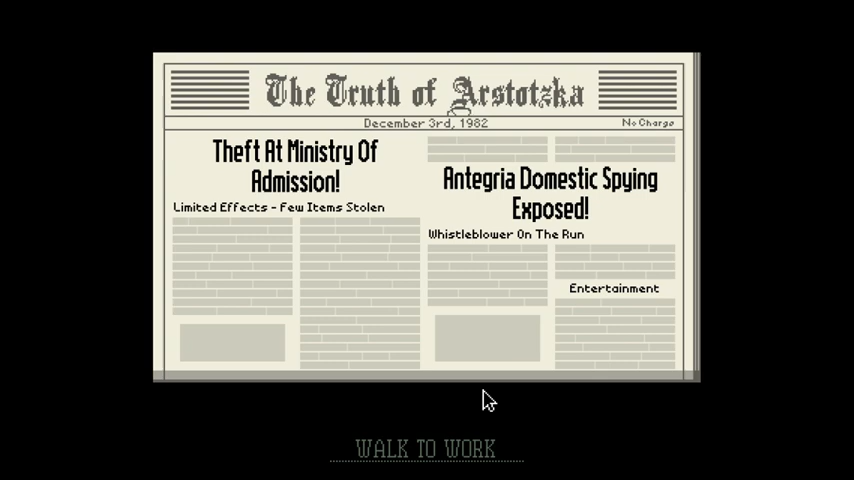 The Truth of Arstotzka
December 3rd, 1982
No Charge
Theft At Ministry Of
Admission!
Limited Effects - Few Items Stolen
Antegria Domestic Spying
Exposed!
Whistleblower On The Run
Entertainment
WALK TO WORK